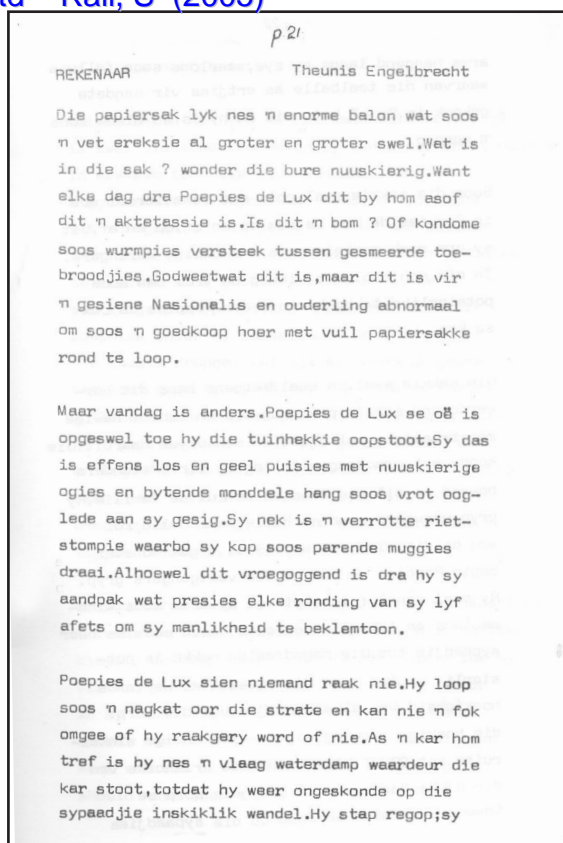 p 21
REKENAAR Theunis Engelbrecht
Die papiersak lyk nes 'n enorme balon wat soos
'n vet ereksie al groter en groter swel.Wat is
in die sak ? wonder die bure nuuskierig.Want
elke dag dra Poepies de Lux dit by hom asof
dit 'n aktetassie is.Is dit 'n bom ? Of kondome
soos wurmpies versteek tussen gesmeerde toe-
broodjies.Godweetwat dit is,maar dit is vir
'n gesiene Nasionalis en ouderling abnormaal
om soos 'n goedkoop hoer met vuil papiersakke
rond te loop.
Maar vandag is anders.Poepies de Lux se oë is
opgeswel toe hy die tuinhekkie oopstoot.Sy das
is effens los en geel puisies met nuuskierige
ogies en bytende monddele hang soos vrot oog-
lede aan sy gesig.Sy nek is 'n verrotte riet-
stompie waarbo sy kop soos parende muggies
draai.Alhoewel dit vroegoggend is dra hy sy
aandpak wat presies elke ronding van sy lyf
afets om sy manlikheid te beklemtoon.
Poepies de Lux sien niemand raak nie.Hy loop
soos 'n nagkat oor die strate en kan nie 'n fok
omgee of hy raakgery word of nie.As 'n kar hom
tref is hy nes 'n vlaag waterdamp waardeur die
kar stoot,totdat hy weer ongeskonde op die
sypaadjie inskiklik wandel.Hy stap regop;sy